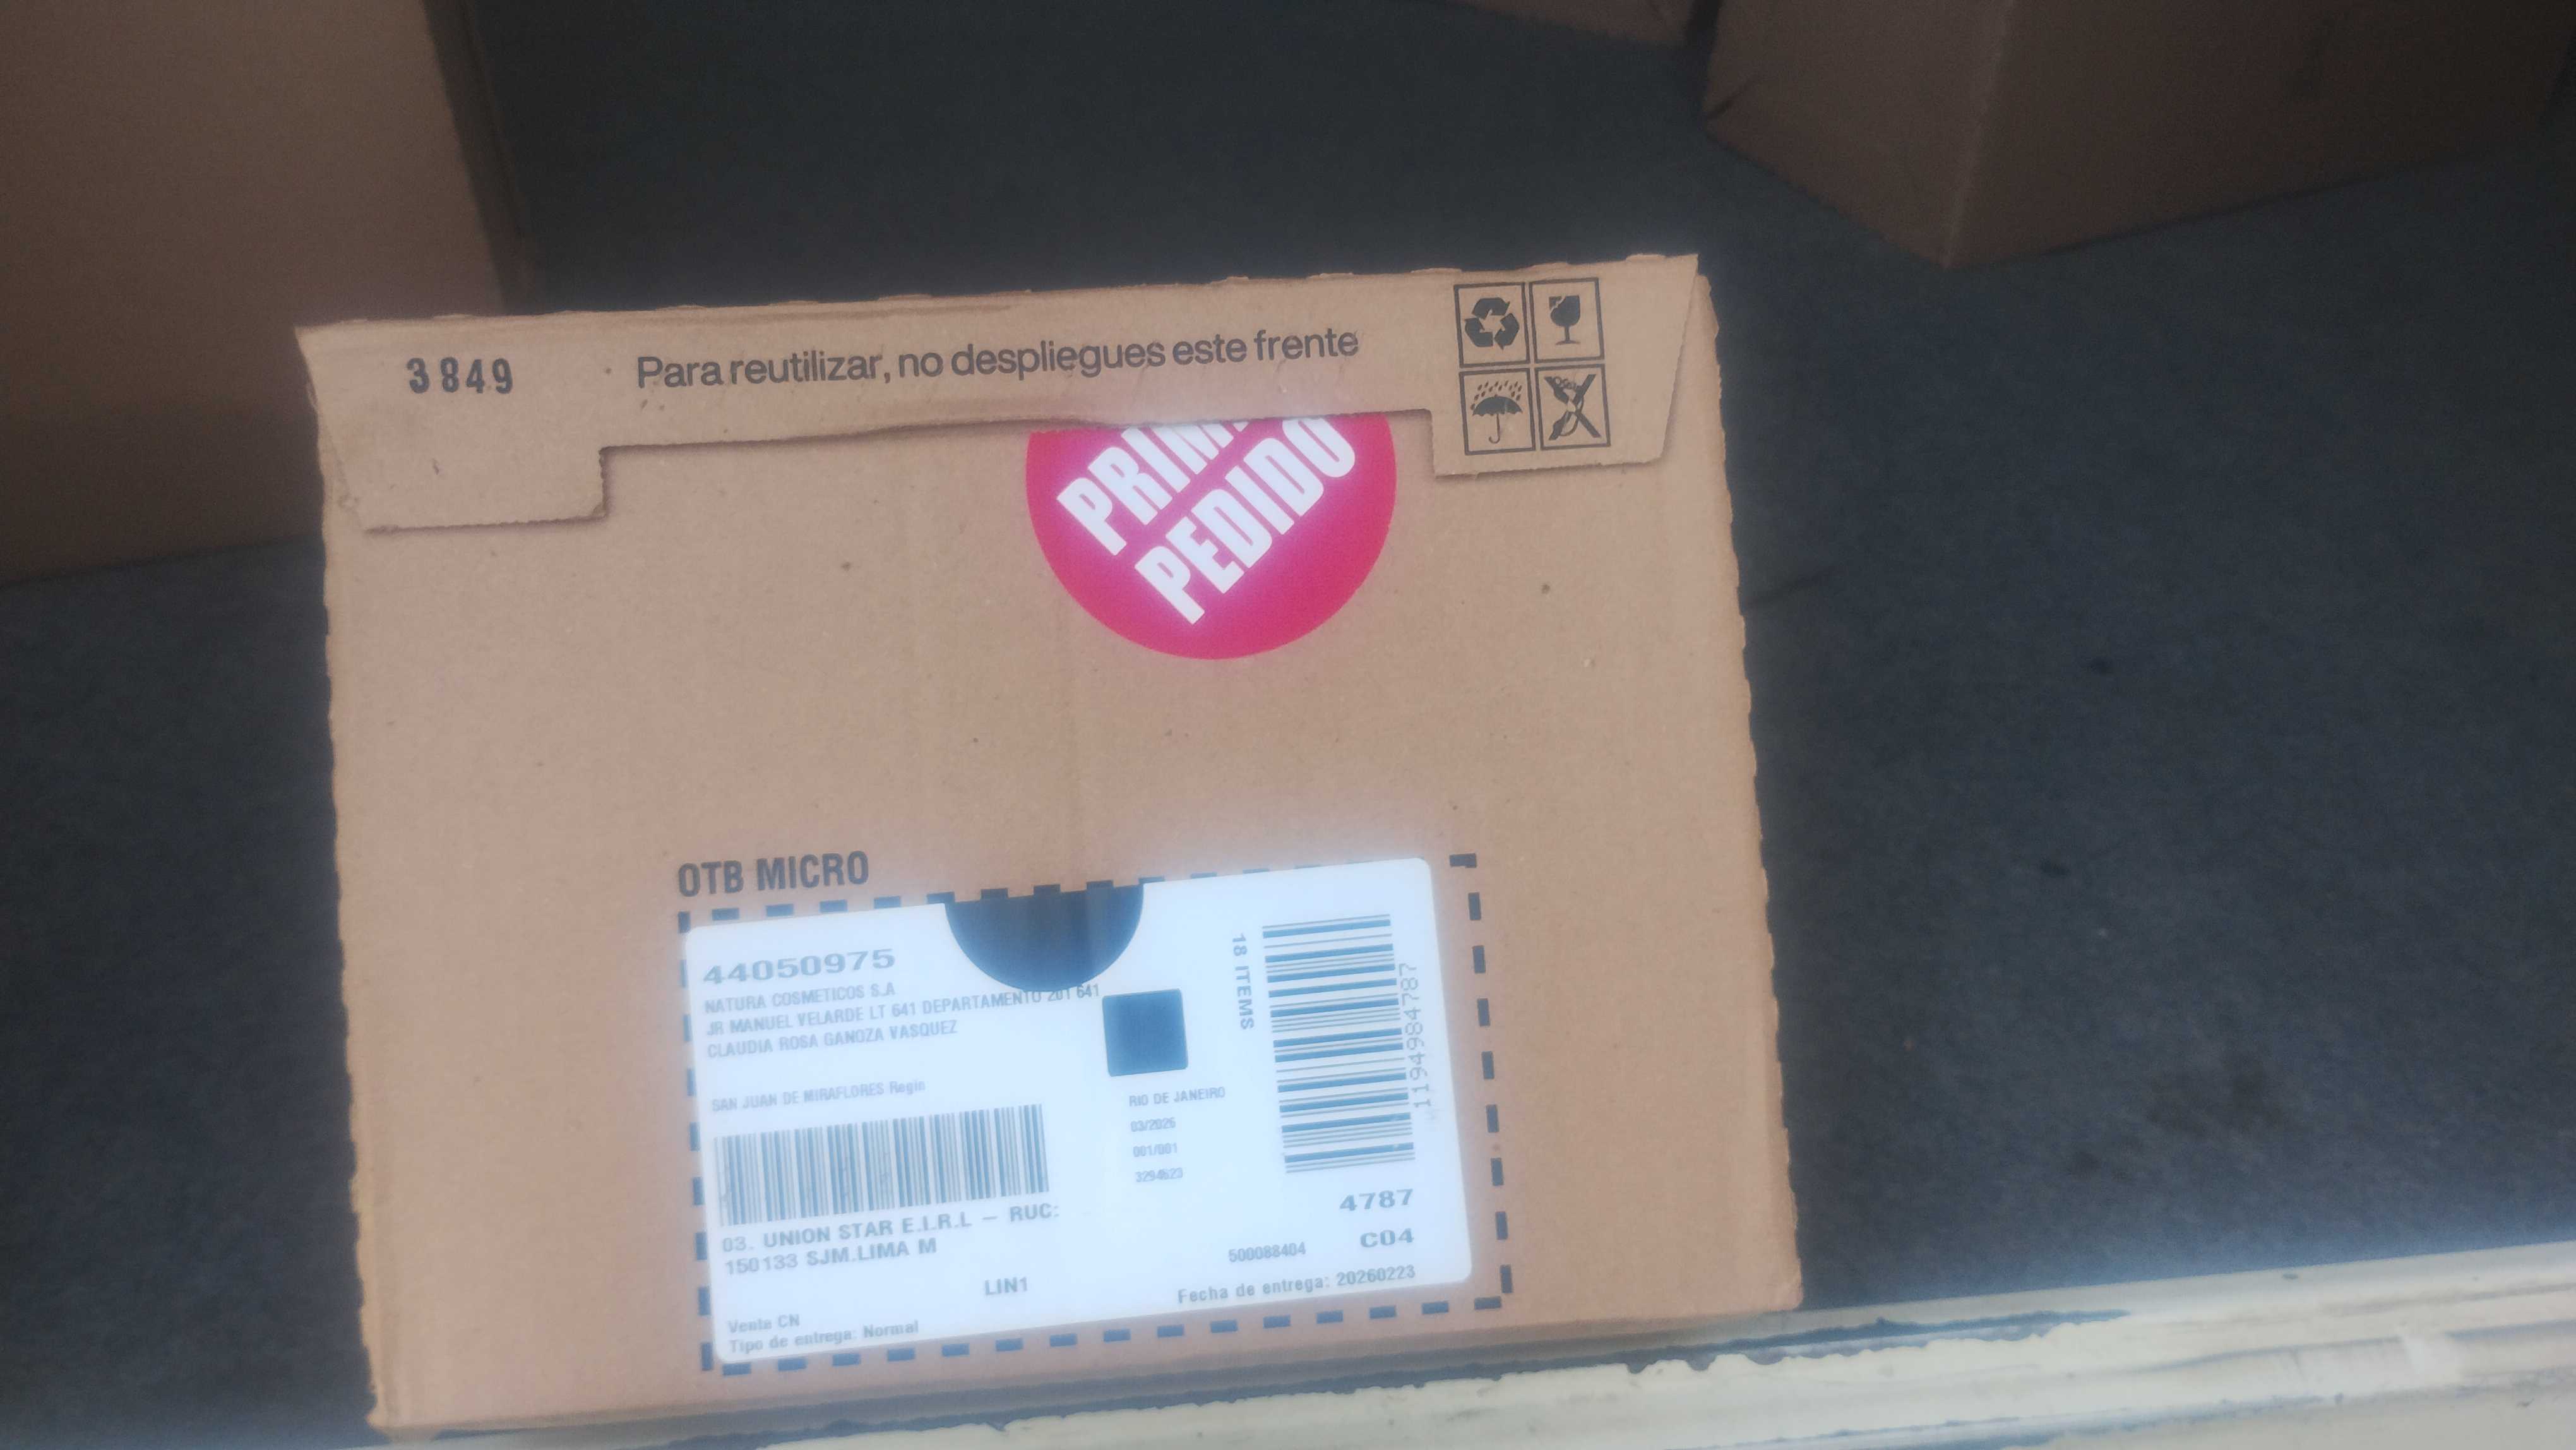 3849
Para reutilizar, no despliegues este frente
PEDIDO
OTB MICRO
44050975
NATURA COSMETICOS S.A
JR MANUEL VELARDE LT 641 DEPARTAMENTO 201 641
CLAUDIA ROSA GANOZA VASQUEZ
SAN JUAN DE MIRAFLORES Regin
18 ITEMS
1194984787
RIO DE JANEIRO
03/2026
001/001
03. UNION STAR E.I.R.L – RUC:
150133 SJM.LIMA M
LIN1
4787
500088404
C04
Fecha de entrega: 20260223
Venta CN
Tipo de entrega: Normal